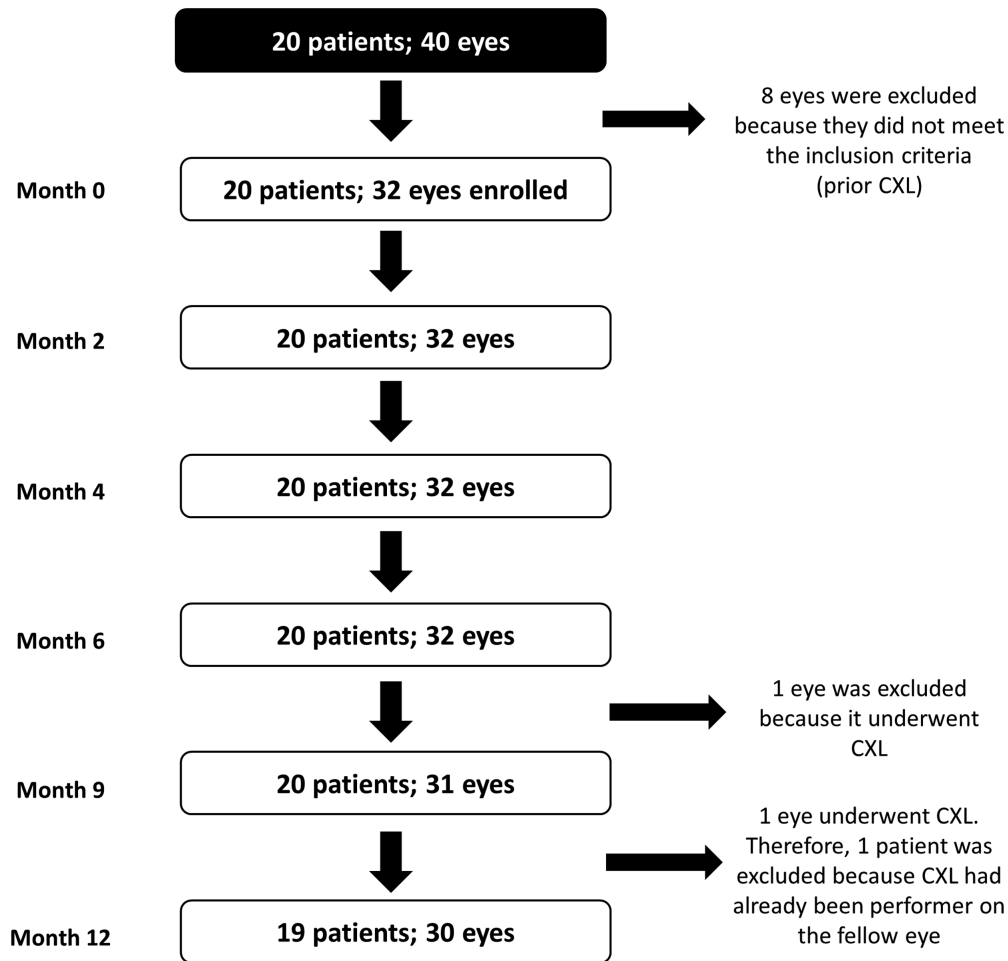 20 patients; 40 eyes
8 eyes were excluded
because they did not meet
the inclusion criteria
(prior CXL)
Month 0
20 patients; 32 eyes enrolled
Month 2
20 patients; 32 eyes
Month 4
20 patients; 32 eyes
Month 6
20 patients; 32 eyes
1 eye was excluded
because it underwent
CXL
Month 9
20 patients; 31 eyes
1 eye underwent CXL.
Therefore, 1 patient was
excluded because CXL had
already been performer on
the fellow eye
Month 12
19 patients; 30 eyes